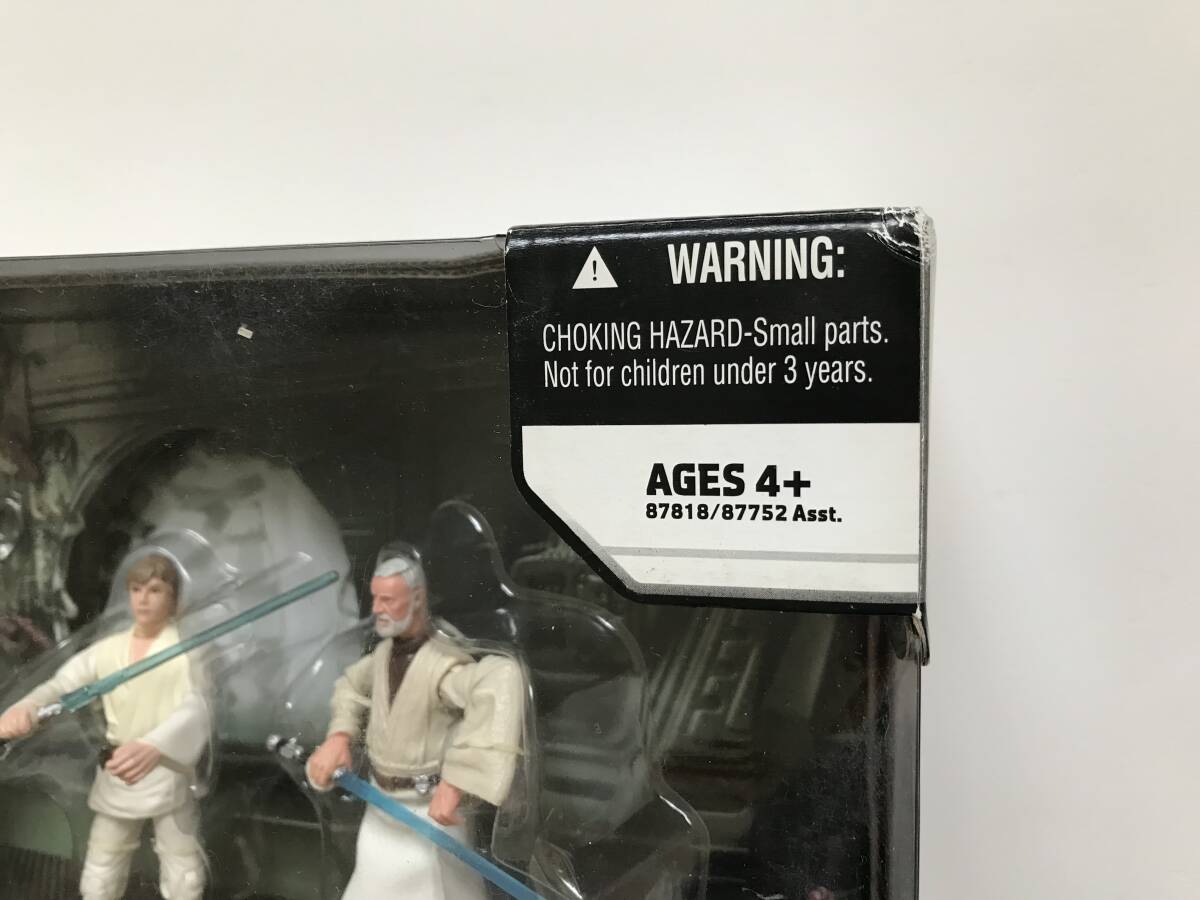 WARNING:
CHOKING HAZARD-Small parts.
Not for children under 3 years.
AGES 4+
87818/87752 Asst.